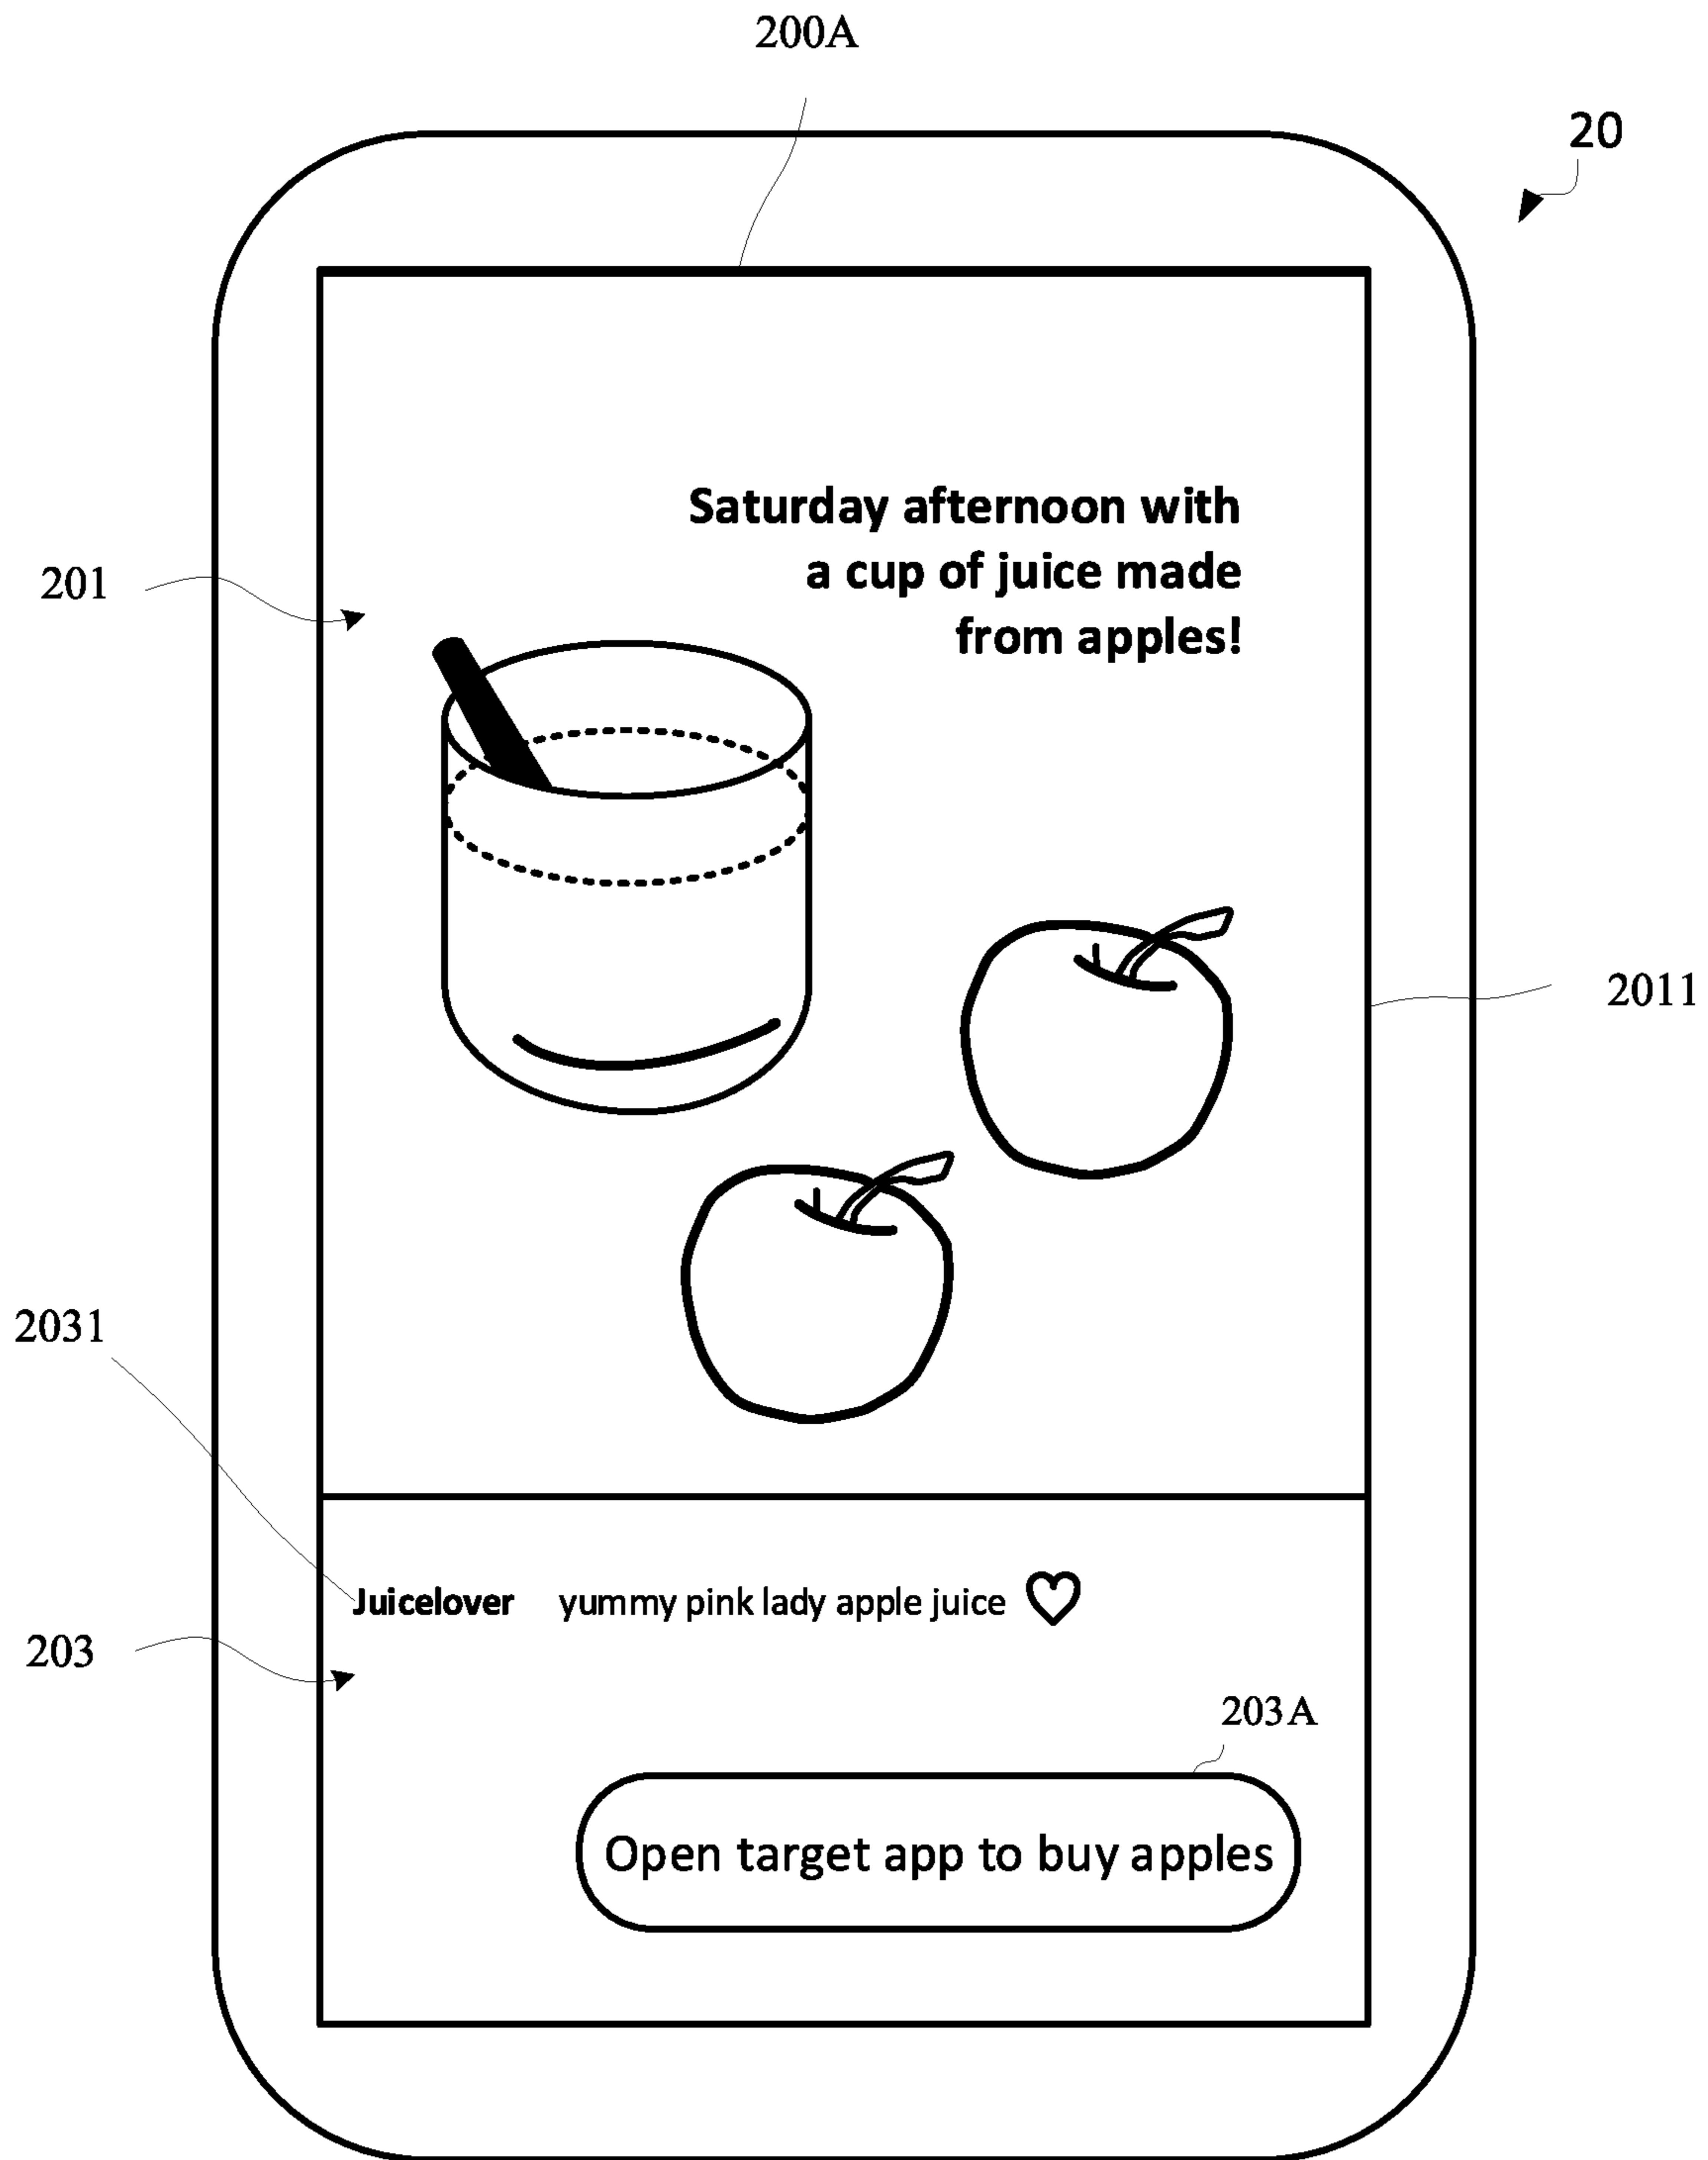 200A
20
Saturday afternoon with
a cup of juice made
from apples!
201
2011
2031
Juicelover yummy pink lady apple juice
203
203A
Open target app to buy apples